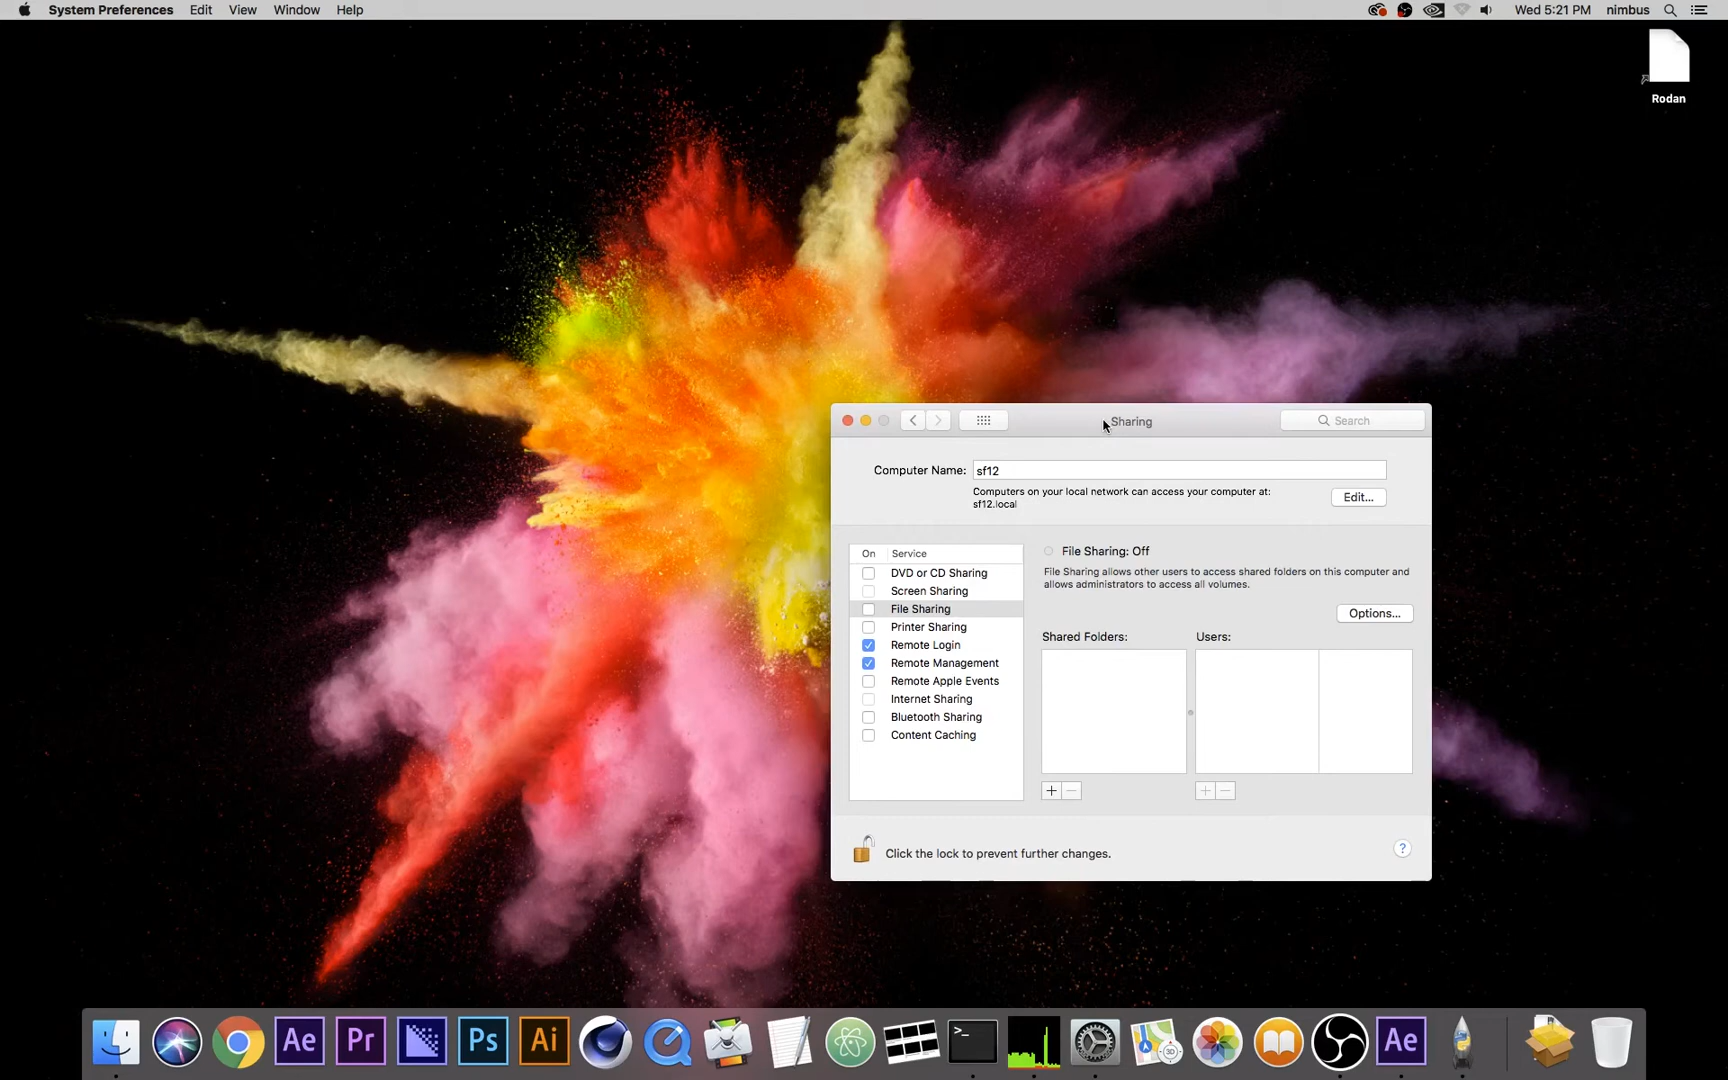 System Preferences Edit View Window Help Wed 5:21 PM nimbus
Rodan
Sharing
Search
Computer Name: sf12
Computers on your local network can access your computer at:
sf12.local
Edit...
On Service
DVD or CD Sharing
Screen Sharing
File Sharing
Printer Sharing
Remote Login
Remote Management
Remote Apple Events
Internet Sharing
Bluetooth Sharing
Content Caching
File Sharing: Off
File Sharing allows other users to access shared folders on this computer and
allows administrators to access all volumes.
Options...
Shared Folders: Users:
+ − + −
Click the lock to prevent further changes.
?
Ae Pr Ps Ai >_ 3D Ae